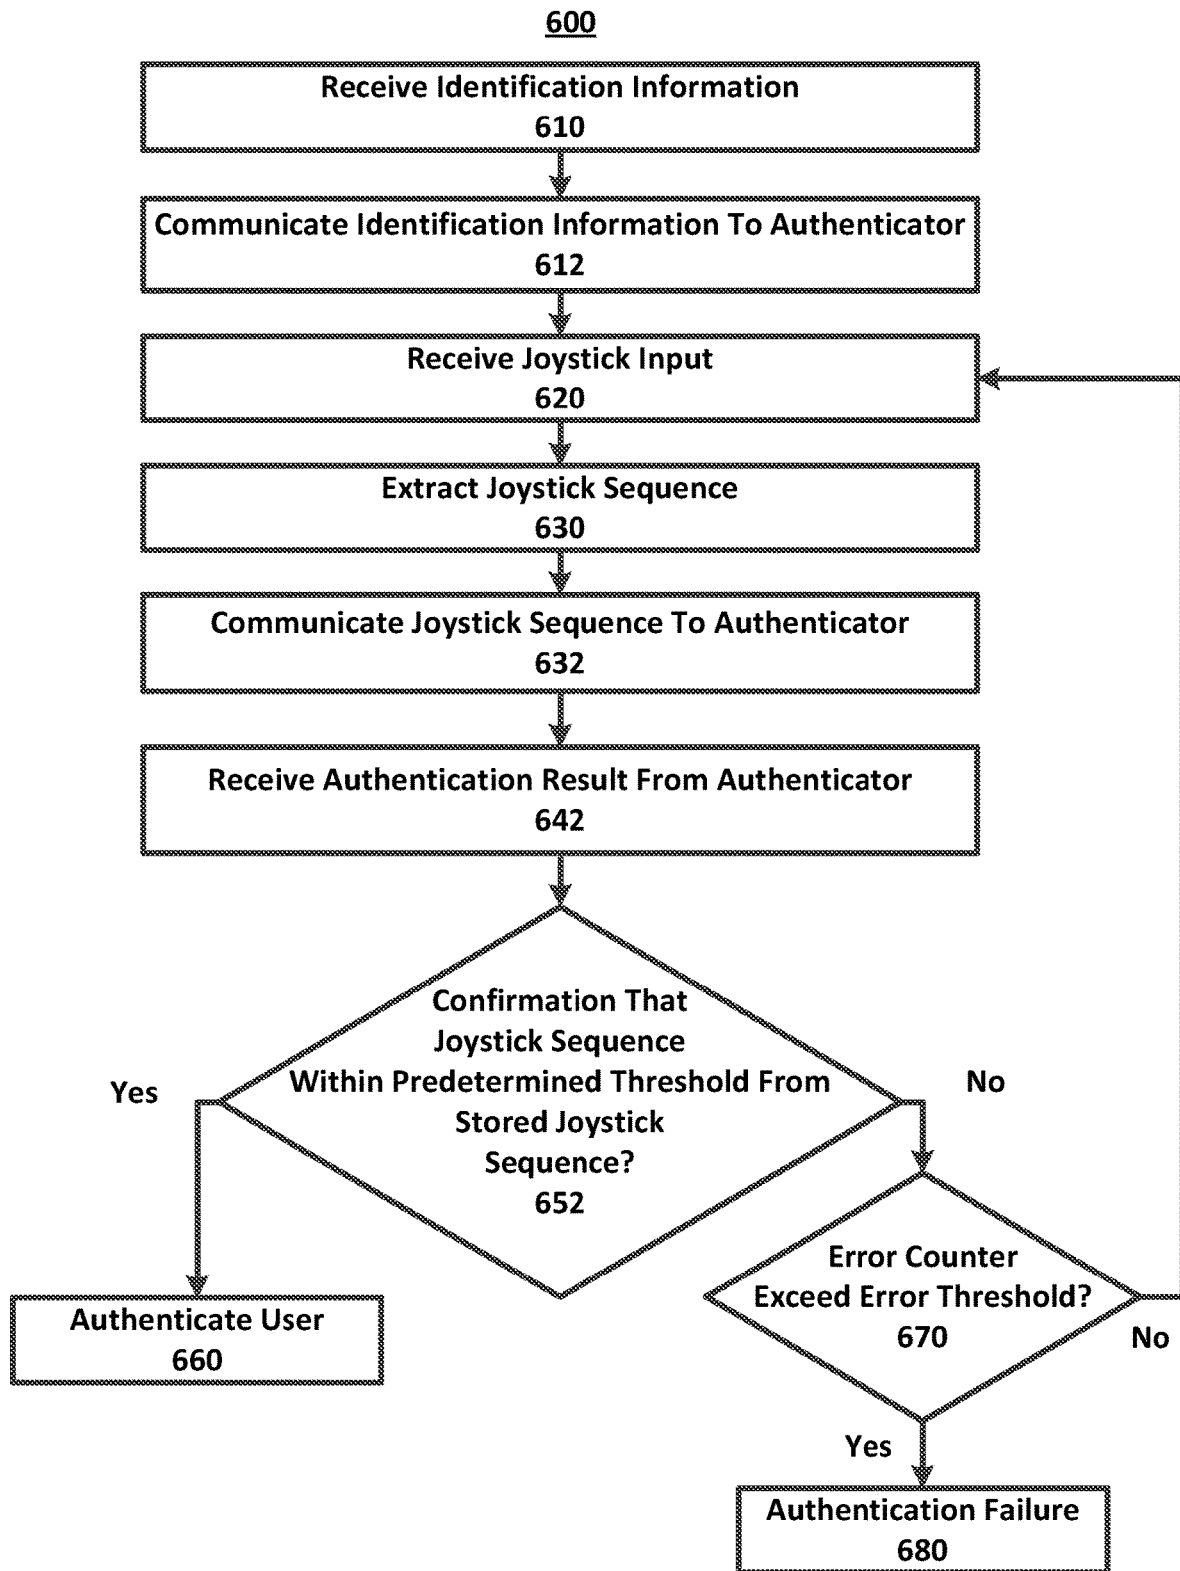 600
Receive Identification Information
610
Communicate Identification Information To Authenticator
612
Receive Joystick Input
620
Extract Joystick Sequence
630
Communicate Joystick Sequence To Authenticator
632
Receive Authentication Result From Authenticator
642
Confirmation That
Joystick Sequence
Within Predetermined Threshold From
Stored Joystick
Sequence?
652
Yes
No
Authenticate User
660
Error Counter
Exceed Error Threshold?
670
No
Yes
Authentication Failure
680